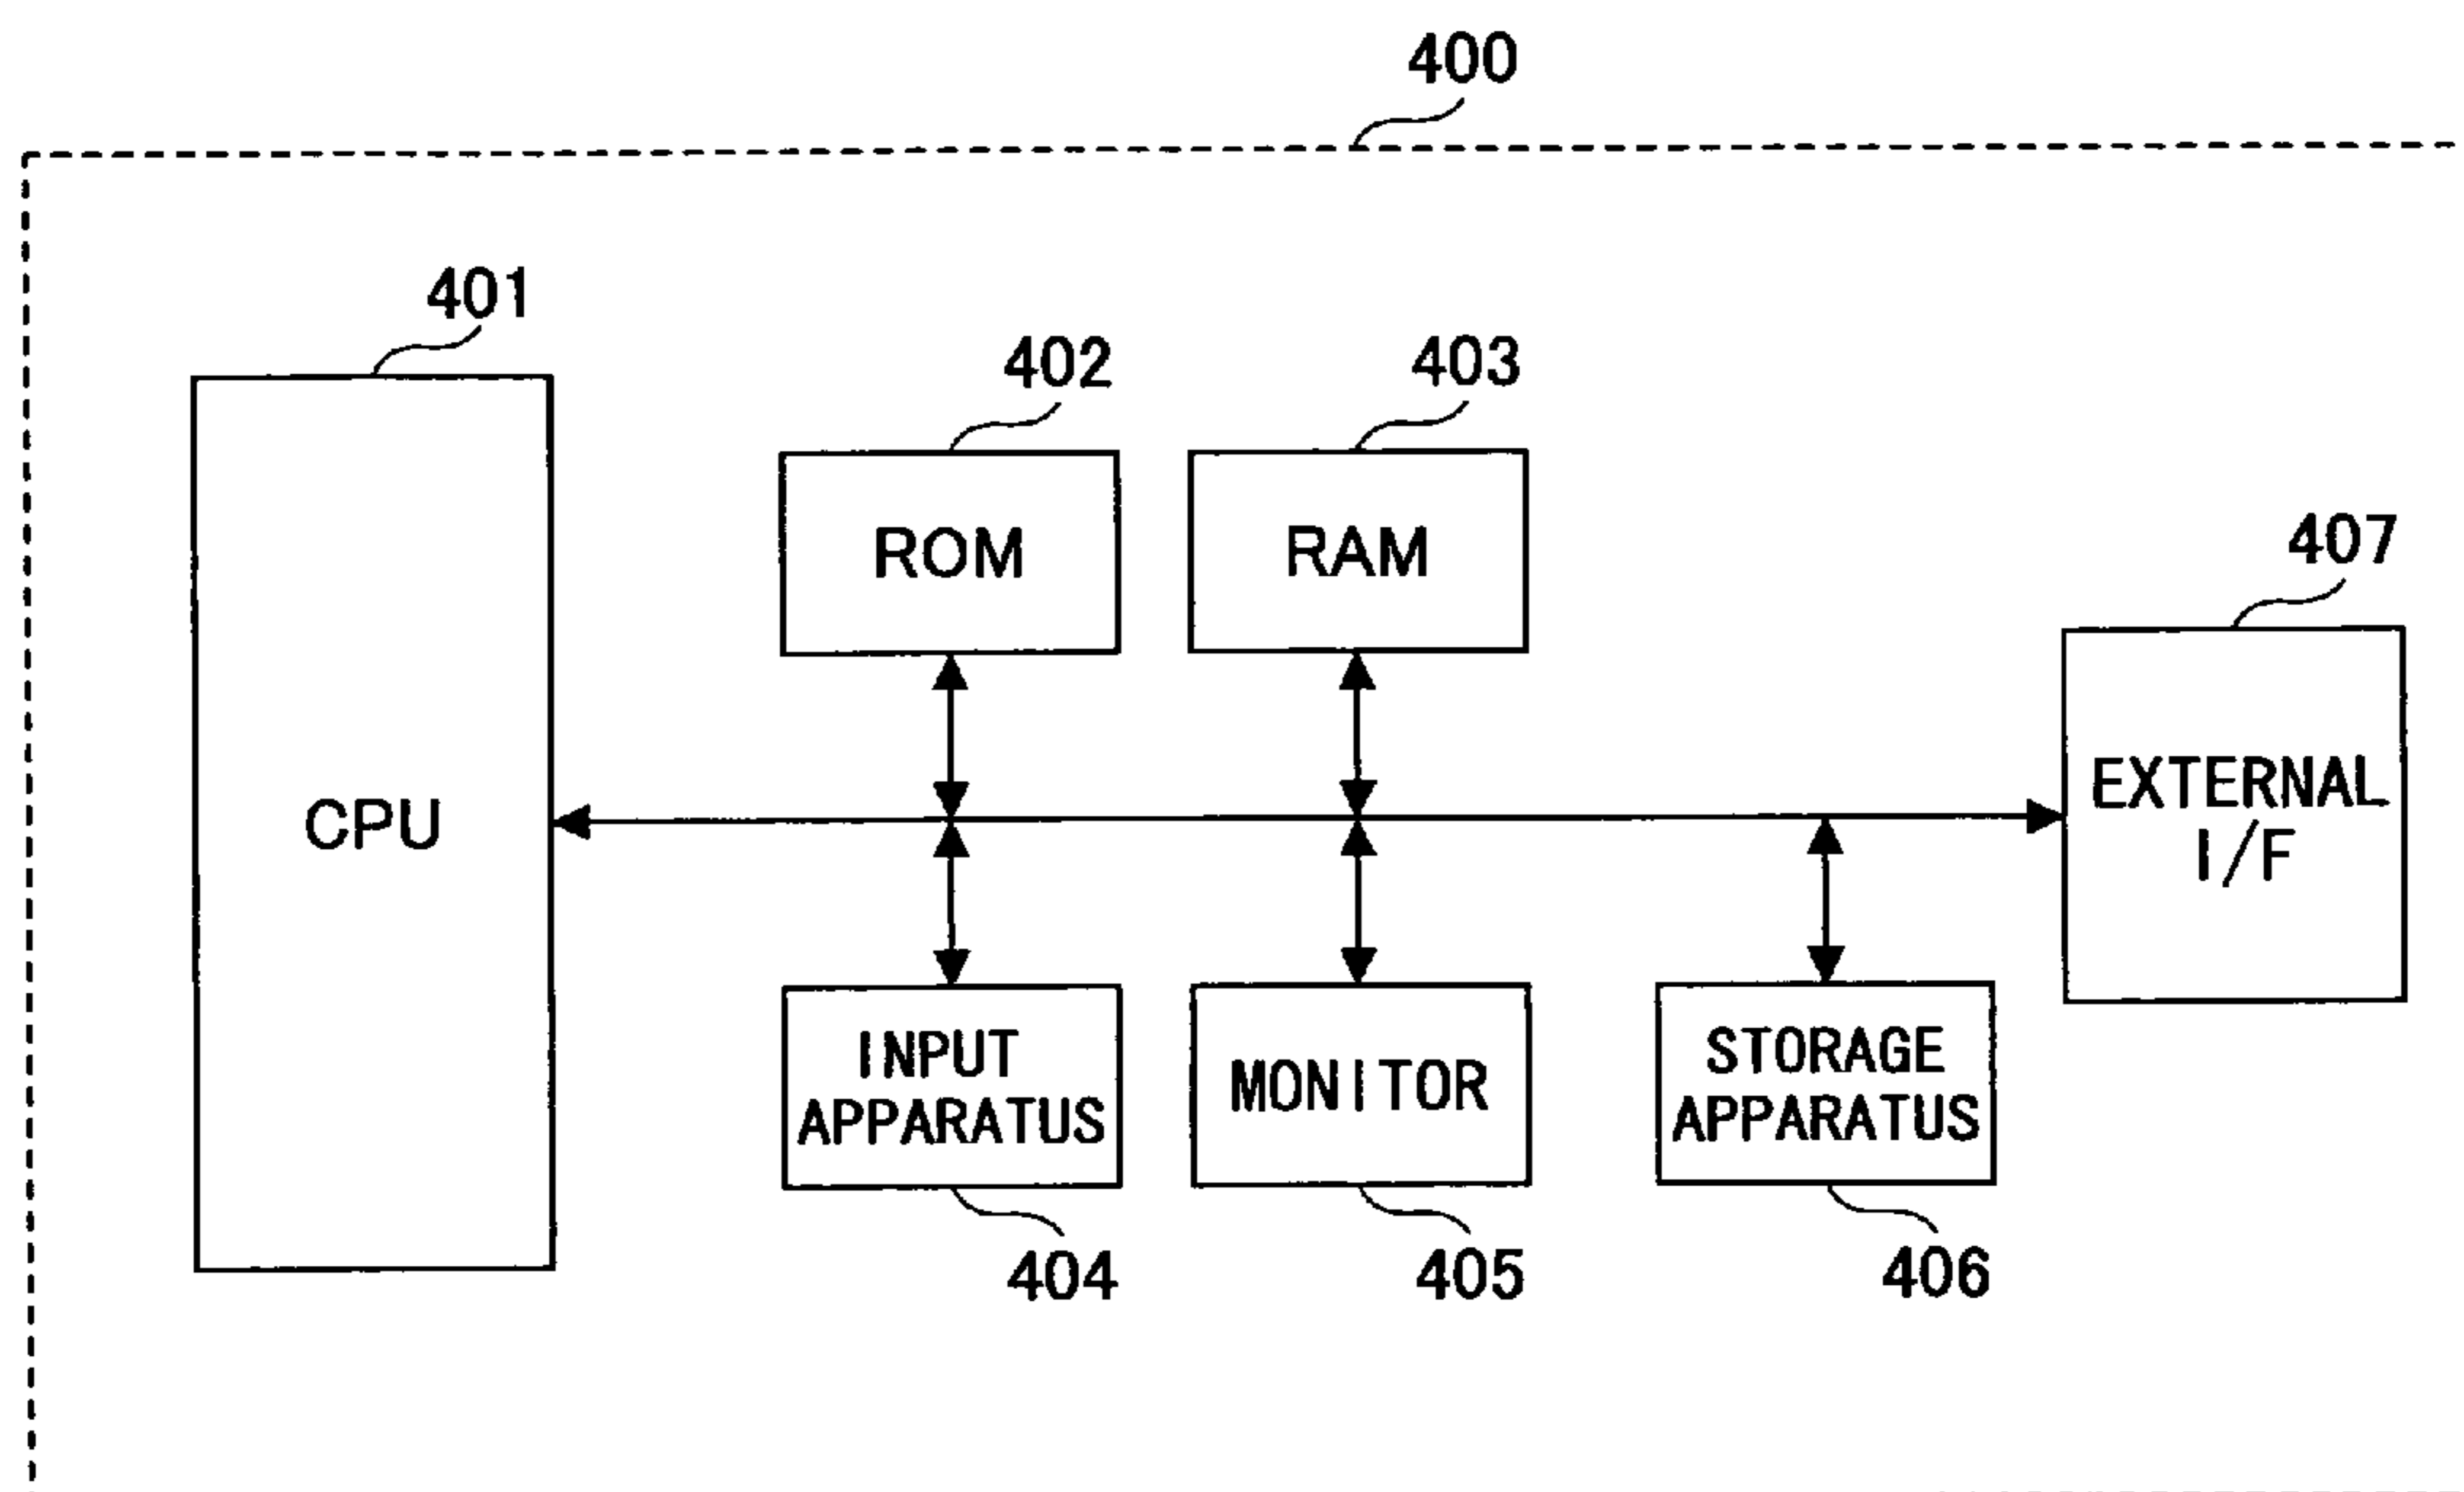 400
401
402
403
407
ROM
RAM
CPU
EXTERNAL
I/F
INPUT
APPARATUS
MONITOR
STORAGE
APPARATUS
404
405
406